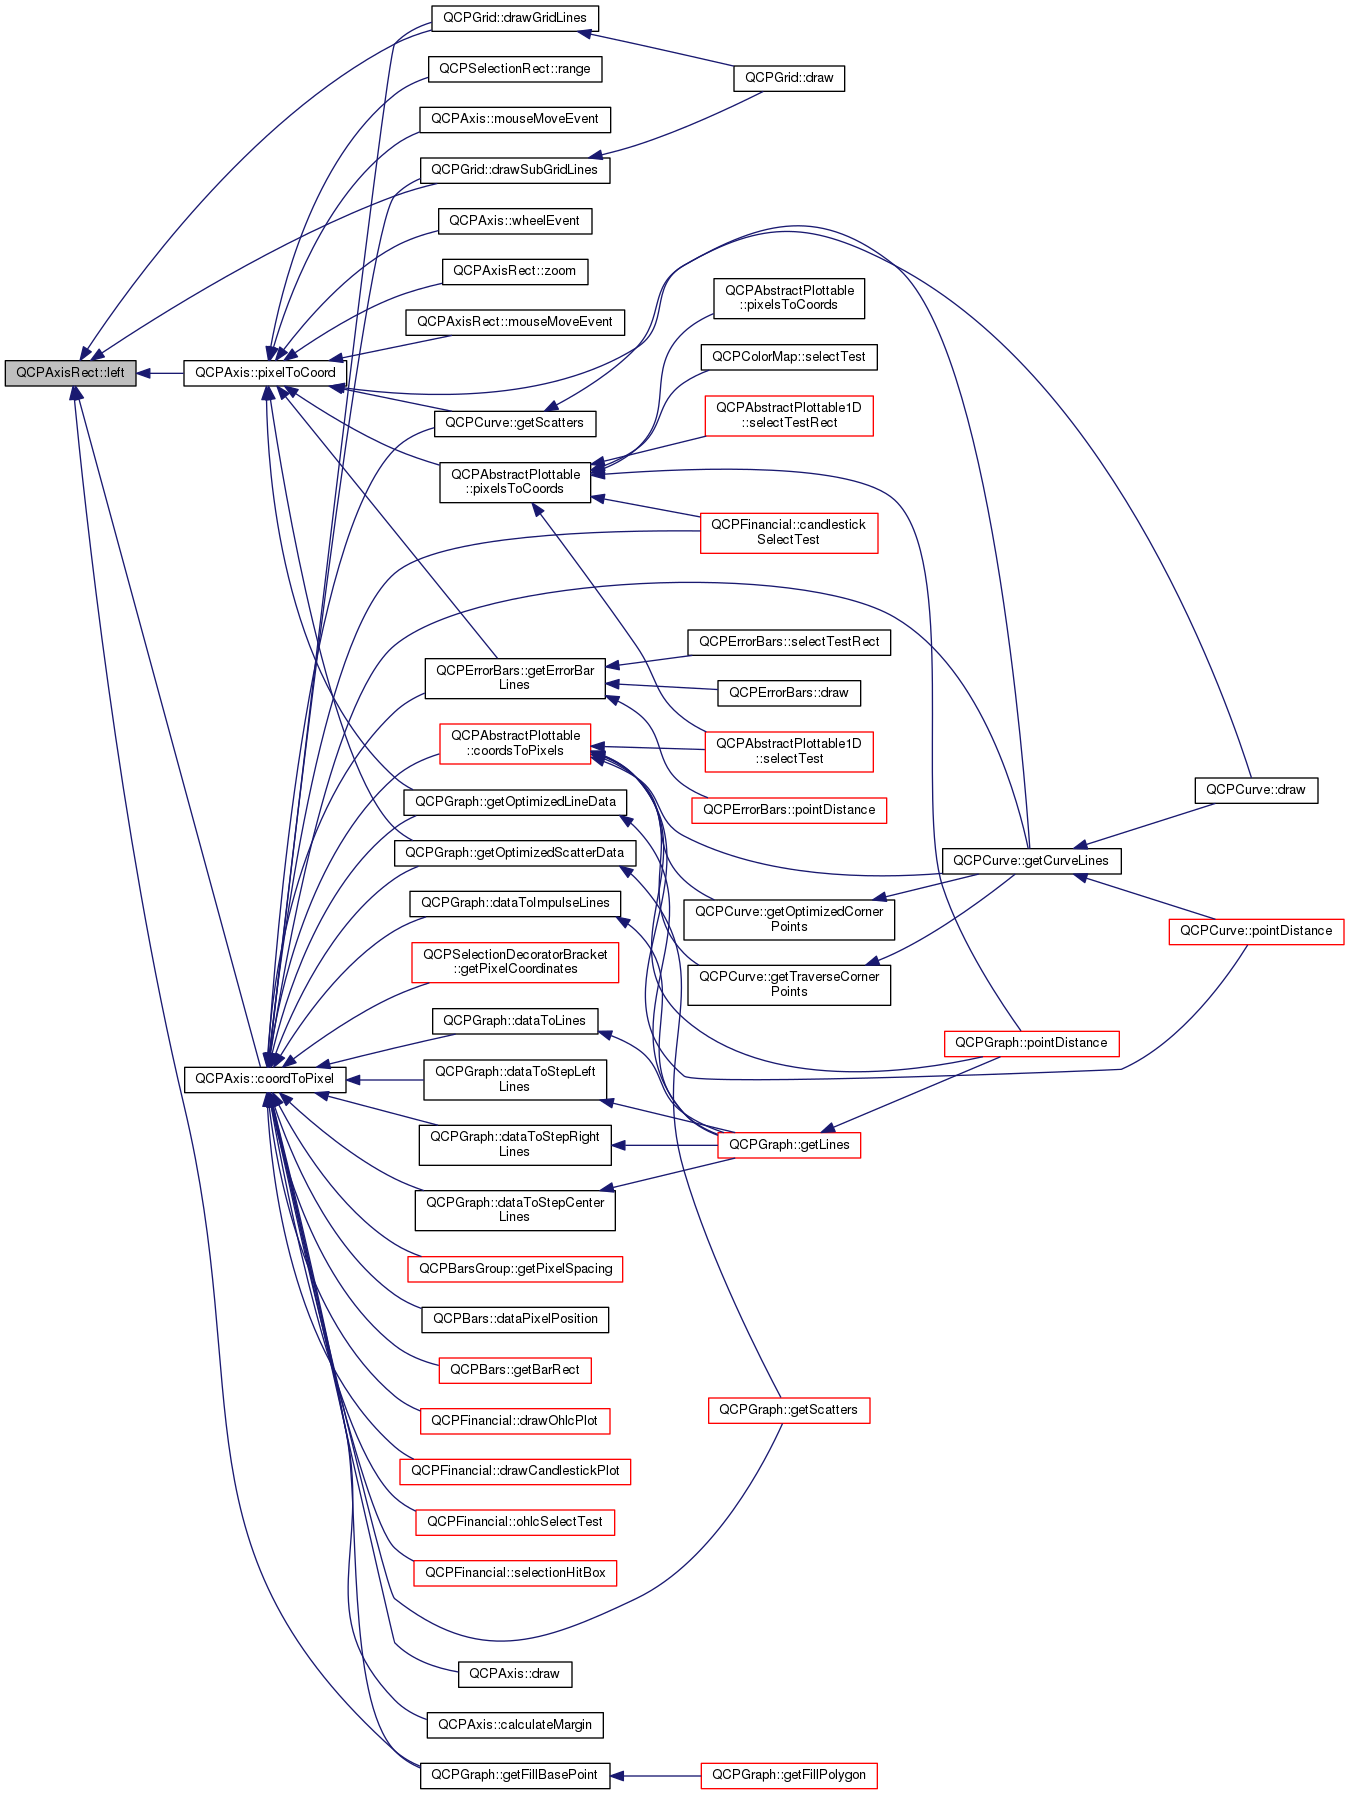 QCPAxisRect::left
QCPAxis::pixelToCoord
QCPAxis::coordToPixel
QCPGrid::drawGridLines
QCPSelectionRect::range
QCPAxis::mouseMoveEvent
QCPGrid::drawSubGridLines
QCPAxis::wheelEvent
QCPAxisRect::zoom
QCPAxisRect::mouseMoveEvent
QCPCurve::getScatters
QCPAbstractPlottable
::pixelsToCoords
QCPErrorBars::getErrorBar
Lines
QCPAbstractPlottable
::coordsToPixels
QCPGraph::getOptimizedLineData
QCPGraph::getOptimizedScatterData
QCPGraph::dataToImpulseLines
QCPSelectionDecoratorBracket
::getPixelCoordinates
QCPGraph::dataToLines
QCPGraph::dataToStepLeft
Lines
QCPGraph::dataToStepRight
Lines
QCPGraph::dataToStepCenter
Lines
QCPBarsGroup::getPixelSpacing
QCPBars::dataPixelPosition
QCPBars::getBarRect
QCPFinancial::drawOhlcPlot
QCPFinancial::drawCandlestickPlot
QCPFinancial::ohlcSelectTest
QCPFinancial::selectionHitBox
QCPAxis::draw
QCPAxis::calculateMargin
QCPGraph::getFillBasePoint
QCPGrid::draw
QCPAbstractPlottable
::pixelsToCoords
QCPColorMap::selectTest
QCPAbstractPlottable1D
::selectTestRect
QCPFinancial::candlestick
SelectTest
QCPErrorBars::selectTestRect
QCPErrorBars::draw
QCPAbstractPlottable1D
::selectTest
QCPErrorBars::pointDistance
QCPCurve::getOptimizedCorner
Points
QCPCurve::getTraverseCorner
Points
QCPGraph::getLines
QCPGraph::getScatters
QCPGraph::getFillPolygon
QCPCurve::getCurveLines
QCPGraph::pointDistance
QCPCurve::draw
QCPCurve::pointDistance